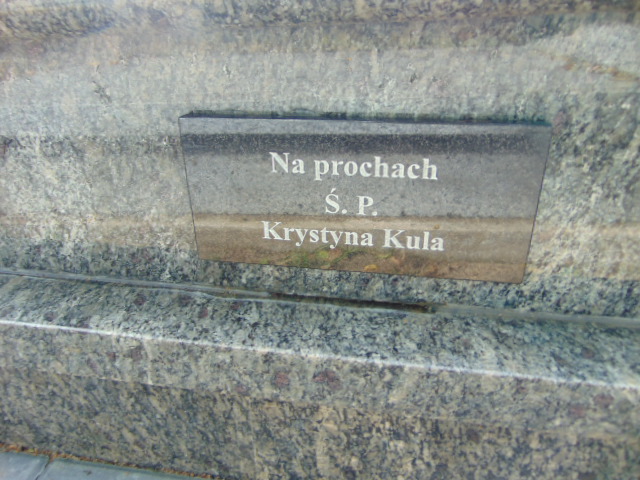 Na prochach
Ś. P.
Krystyna Kula